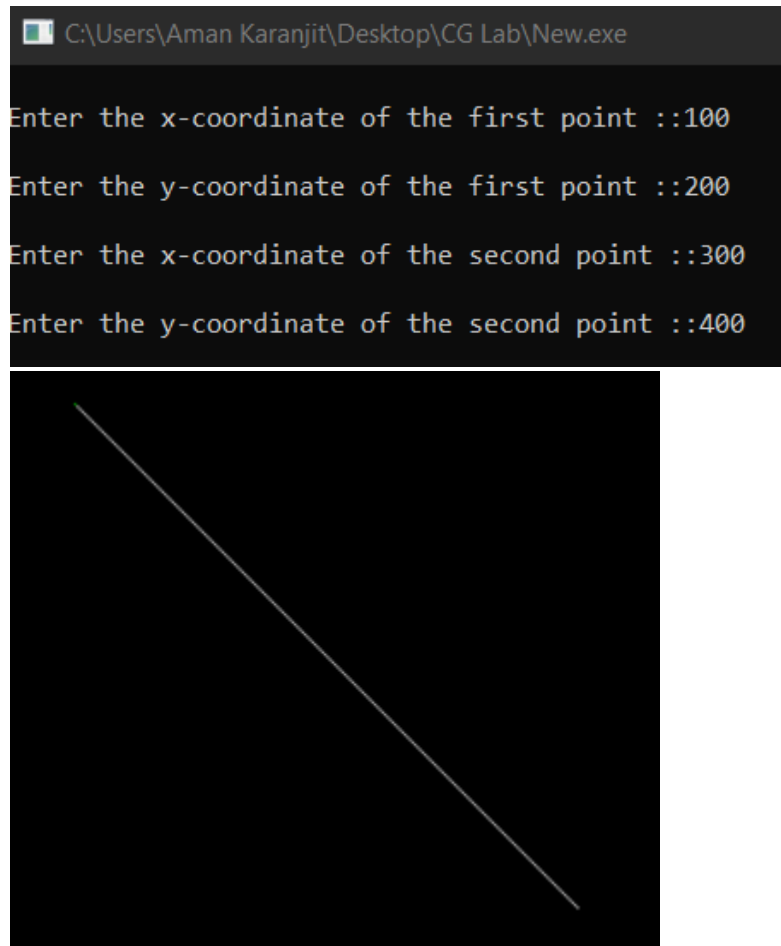 C:\Users\Aman Karanjit\Desktop\CG Lab\New.exe
Enter the x-coordinate of the first point ::100
Enter the y-coordinate of the first point ::200
Enter the x-coordinate of the second point ::300
Enter the y-coordinate of the second point ::400